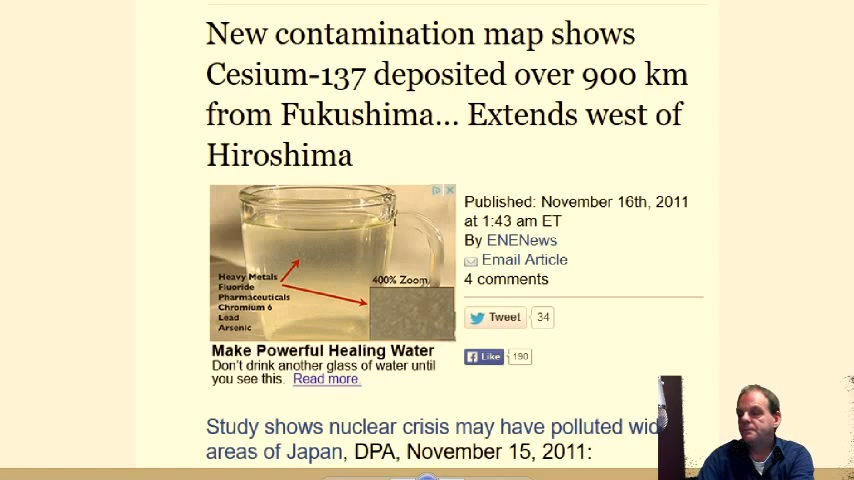 New contamination map shows
Cesium-137 deposited over 900 km
from Fukushima... Extends west of
Hiroshima
Published: November 16th, 2011
at 1:43 am ET
By ENENews
Email Article
4 comments
Tweet 34
Like 190
Heavy Metals
Fluoride
Pharmaceuticals
Chromium 6
Lead
Arsenic
400% Zoom
Make Powerful Healing Water
Don't drink another glass of water until
you see this. Read more.
Study shows nuclear crisis may have polluted wid
areas of Japan, DPA, November 15, 2011: